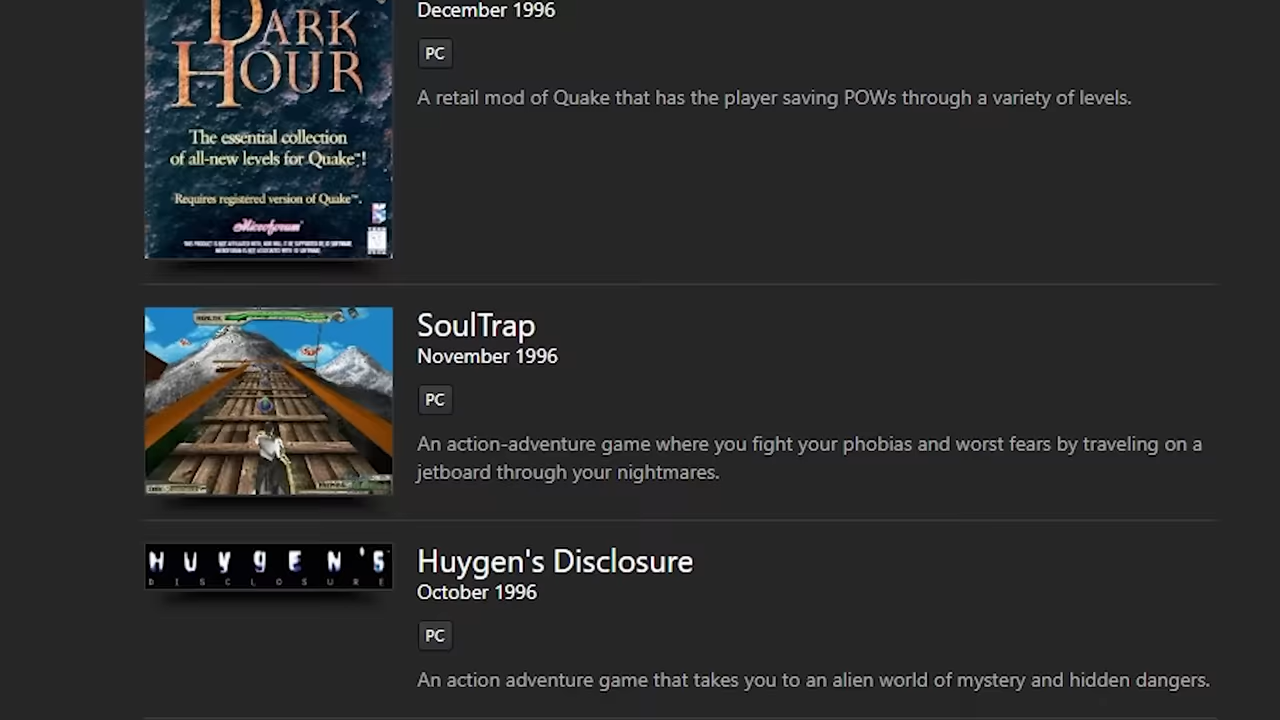 DARK
HOUR
The essential collection
of all-new levels for Quake™!
Requires registered version of Quake™.
Microforum
December 1996
PC
A retail mod of Quake that has the player saving POWs through a variety of levels.
SoulTrap
November 1996
PC
An action-adventure game where you fight your phobias and worst fears by traveling on a
jetboard through your nightmares.
HUYGEN'S
DISCLOSURE
Huygen's Disclosure
October 1996
PC
An action adventure game that takes you to an alien world of mystery and hidden dangers.